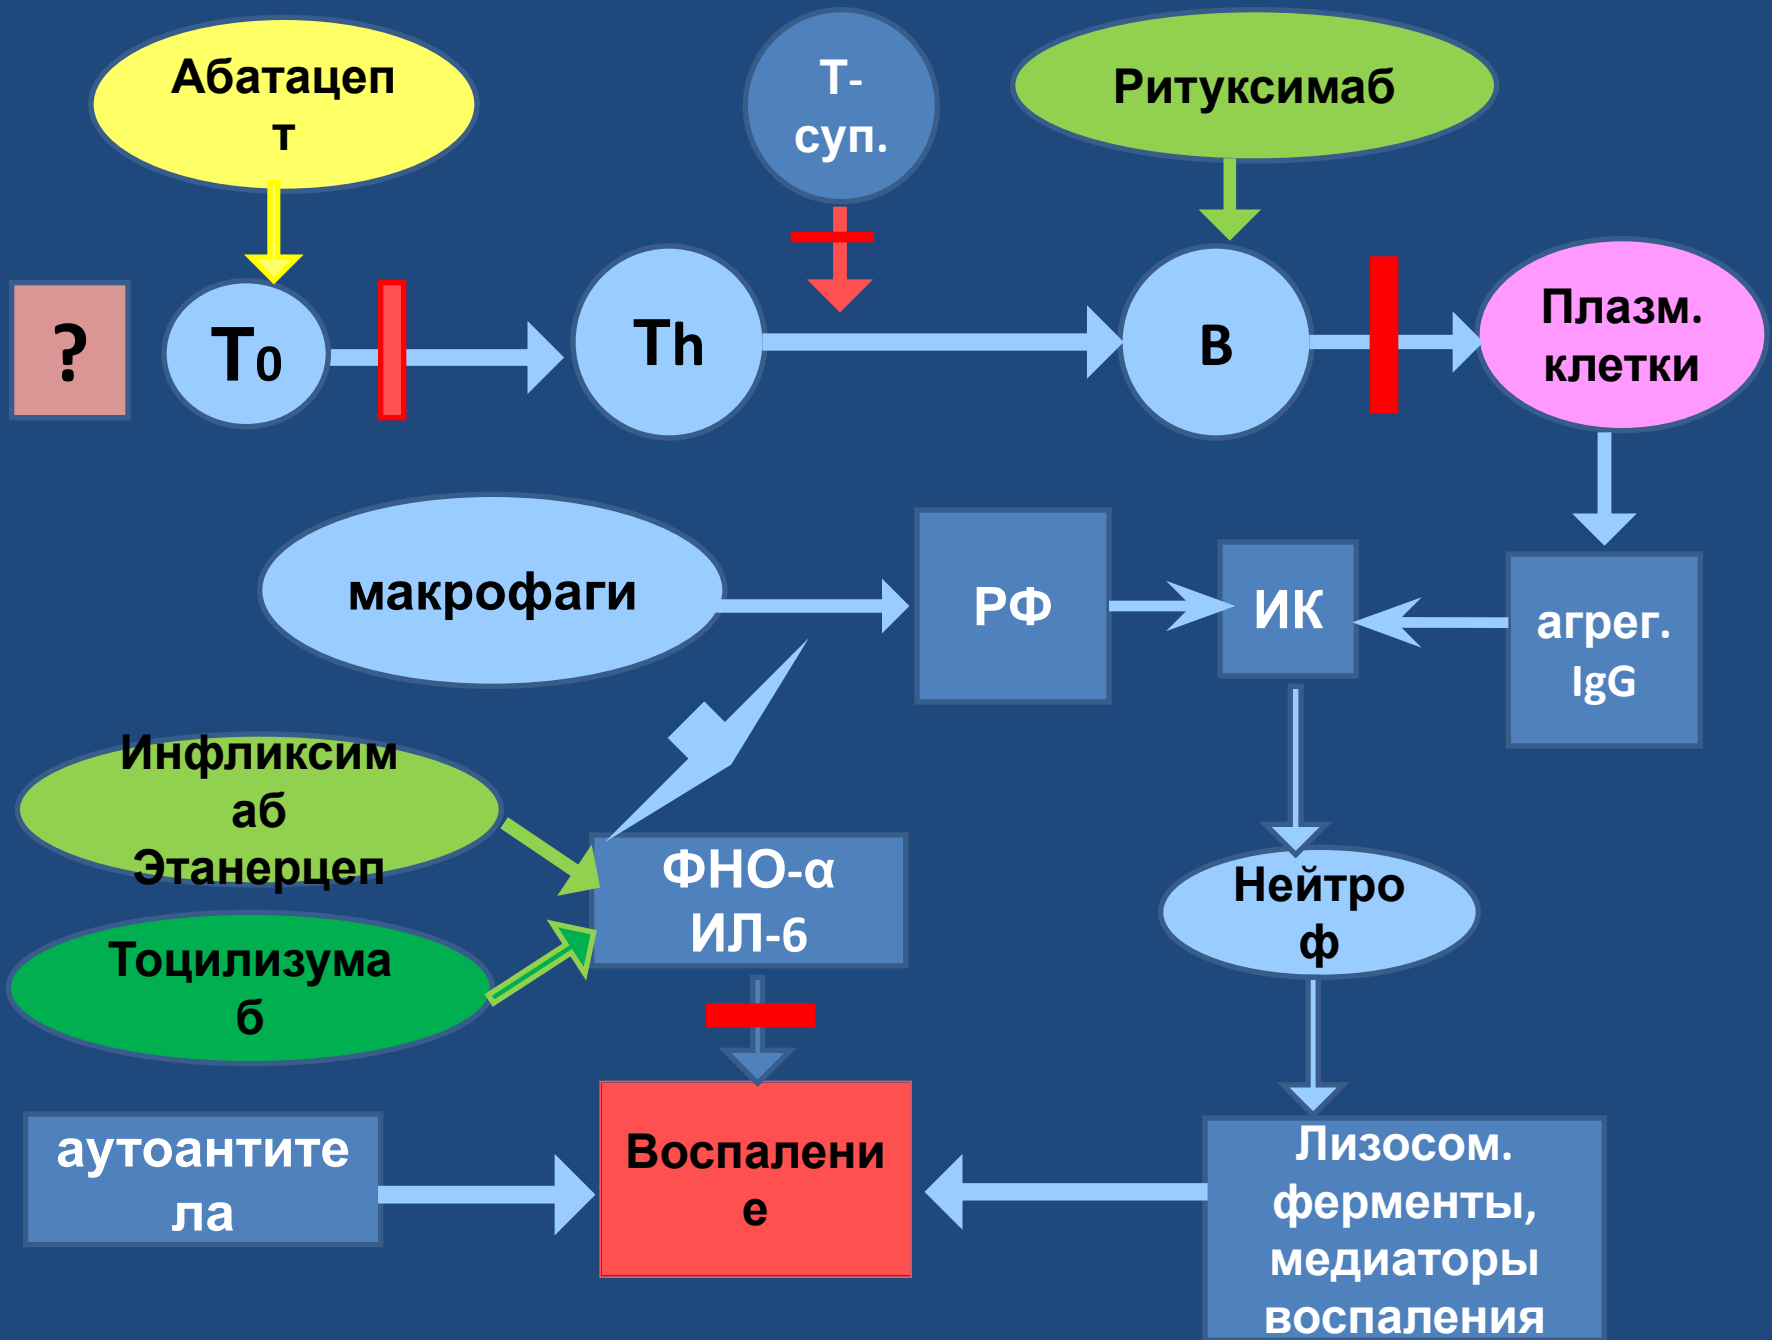 Абатацеп
т
Т-
суп.
Ритуксимаб
?
T0
Th
B
Плазм.
клетки
макрофаги
РФ
ИК
агрег.
IgG
Инфликсим
аб
Этанерцеп
ФНО-α
ИЛ-6
Нейтро
ф
Тоцилизума
б
аутоантите
ла
Воспалени
е
Лизосом.
ферменты,
медиаторы
воспаления